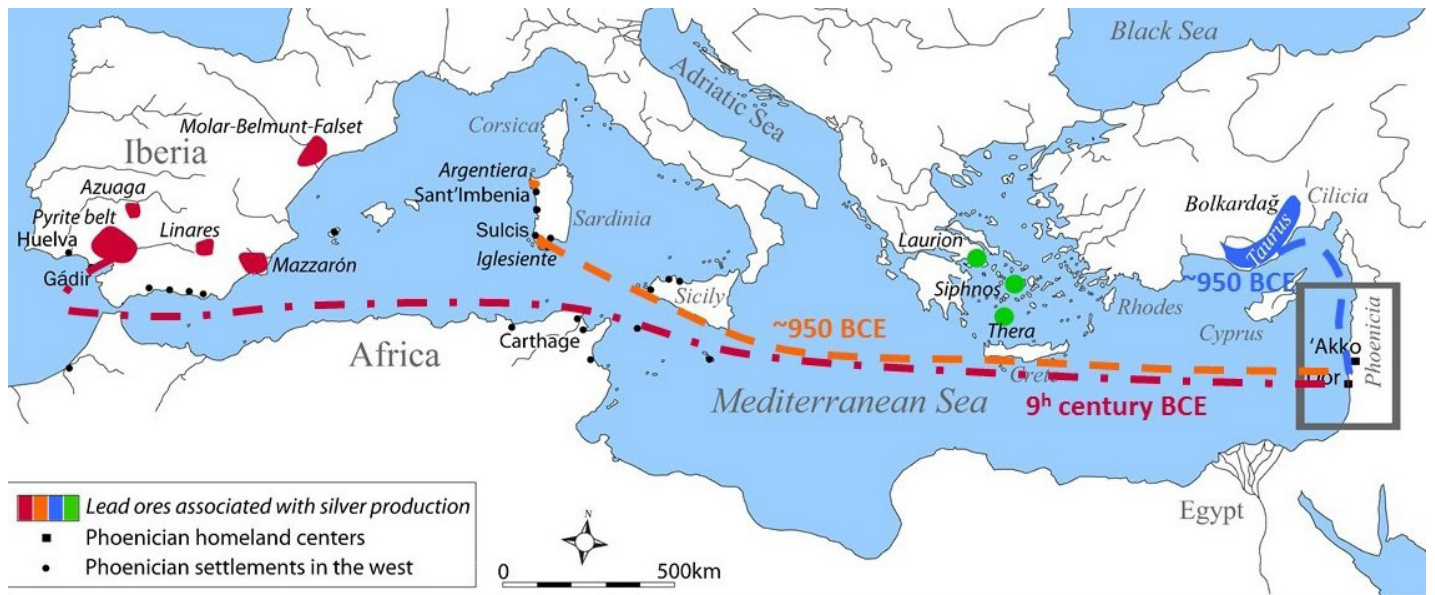 Black Sea
Adriatic Sea
Molar-Belmunt-Falset
Corsica
Iberia
Argentiera
Azuaga
Sant'Imbenia
Cilicia
Bolkardağ
Pyrite belt
Sardinia
Linares
Huelva
Sulcis
Laurion
Taurus
Iglesiente
Mazzarón
Gádir
~950 BCE
Siphnos
Sicily
Rhodes
Thera
~950 BCE
Cyprus
Carthage
'Akko
Phoenicia
Africa
Crete
Dor
Mediterranean Sea
9h century BCE
Lead ores associated with silver production
Phoenician homeland centers
Phoenician settlements in the west
N
0 500km
Egypt